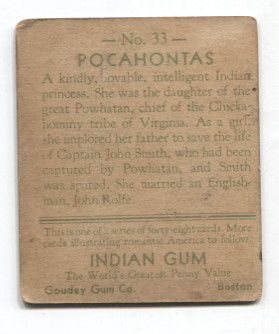 — No. 33 —
POCAHONTAS
A kindly, lovable, intelligent Indian
princess. She was the daughter of the
great Powhatan, chief of the Chicka-
hominy tribe of Virginia. As a girl,
she implored her father to save the life
of Captain John Smith, who had been
captured by Powhatan, and Smith
was spared. She married an English-
man, John Rolfe.
This is one of a series of forty-eight cards. More
cards illustrating romantic America to follow.
INDIAN GUM
The World's Greatest Penny Value
Goudey Gum Co. Boston